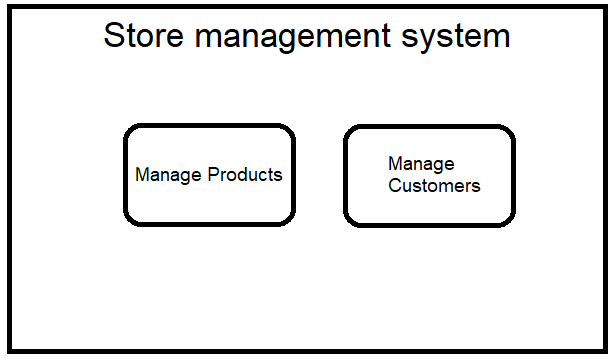 Store management system
Manage Products
Manage
Customers